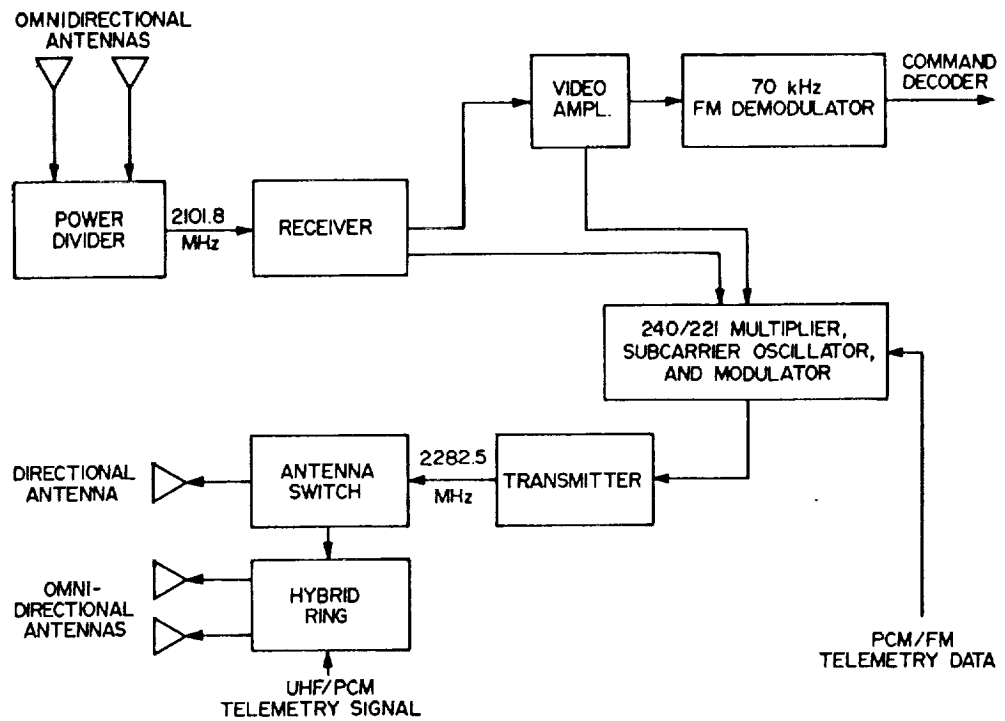 OMNIDIRECTIONAL
ANTENNAS
POWER
DIVIDER
2101.8
MHz
RECEIVER
VIDEO
AMPL.
70 kHz
FM DEMODULATOR
COMMAND
DECODER
240/221 MULTIPLIER,
SUBCARRIER OSCILLATOR,
AND MODULATOR
DIRECTIONAL
ANTENNA
ANTENNA
SWITCH
2282.5
MHz
TRANSMITTER
OMNI-
DIRECTIONAL
ANTENNAS
HYBRID
RING
UHF/PCM
TELEMETRY SIGNAL
PCM/FM
TELEMETRY DATA